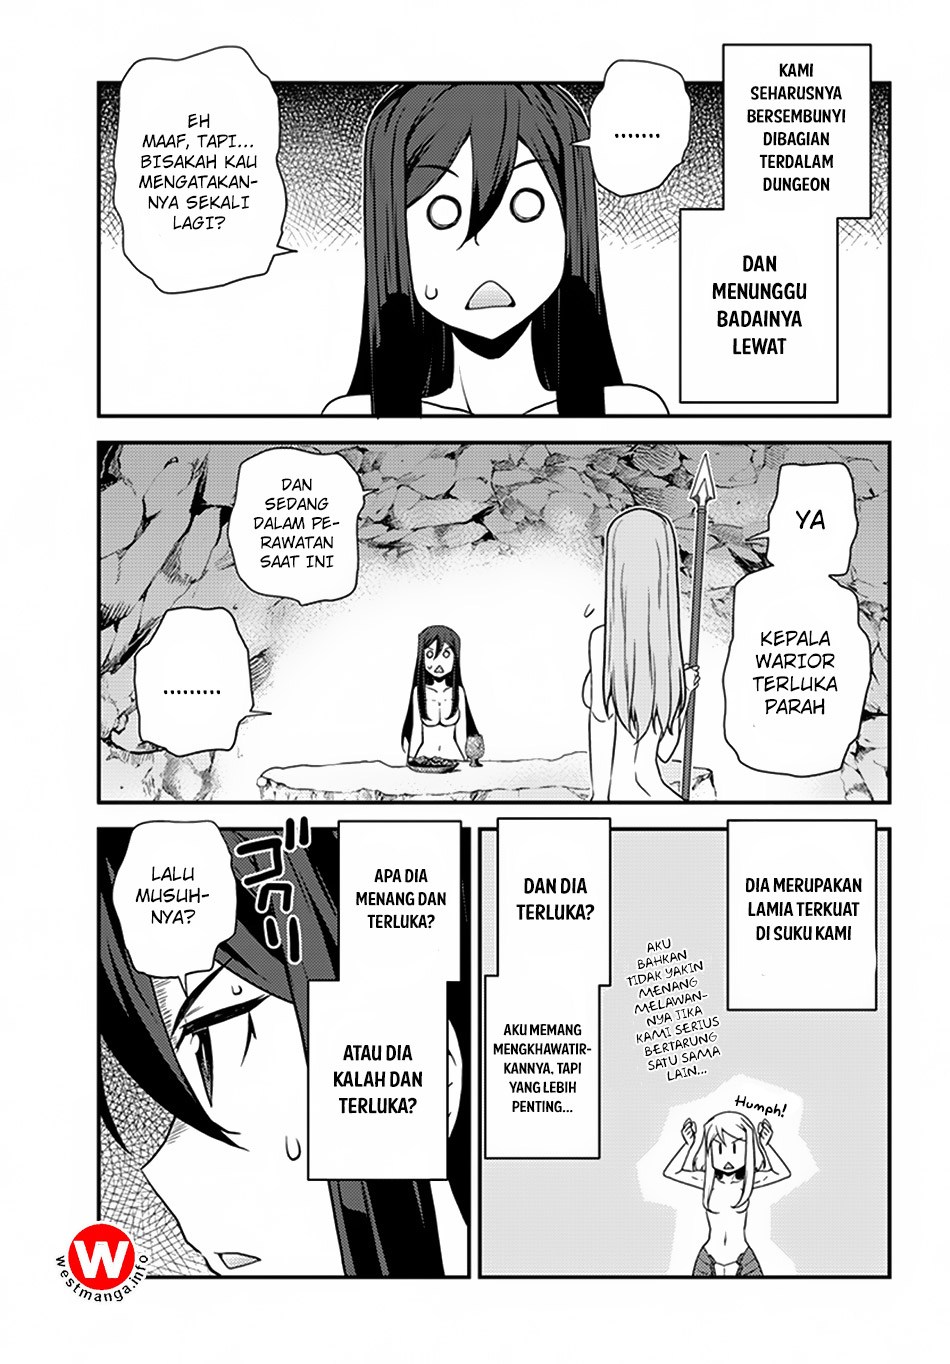 KAMI
SEHARUSNYA
BERSEMBUNYI
DIBAGIAN
TERDALAM
DUNGEON
DAN
MENUNGGU
BADAINYA
LEWAT
.......
EH
MAAF, TAPI...
BISAKAH KAU
MENGATAKAN-
NYA SEKALI
LAGI?
YA
KEPALA
WARIOR
TERLUKA
PARAH
DAN
SEDANG
DALAM PE-
RAWATAN
SAAT INI
.........
DIA MERUPAKAN
LAMIA TERKUAT
DI SUKU KAMI
AKU
BAHKAN
TIDAK YAKIN
MENANG
MELAWAN-
NYA JIKA
KAMI SERIUS
BERTARUNG
SATU SAMA
LAIN...
Humph!
DAN DIA
TERLUKA?
AKU MEMANG
MENGKHAWATIR-
KANNYA, TAPI
YANG LEBIH
PENTING...
APA DIA
MENANG DAN
TERLUKA?
ATAU DIA
KALAH DAN
TERLUKA?
ゴクリ
LALU
MUSUH-
NYA?
W
westmanga.info